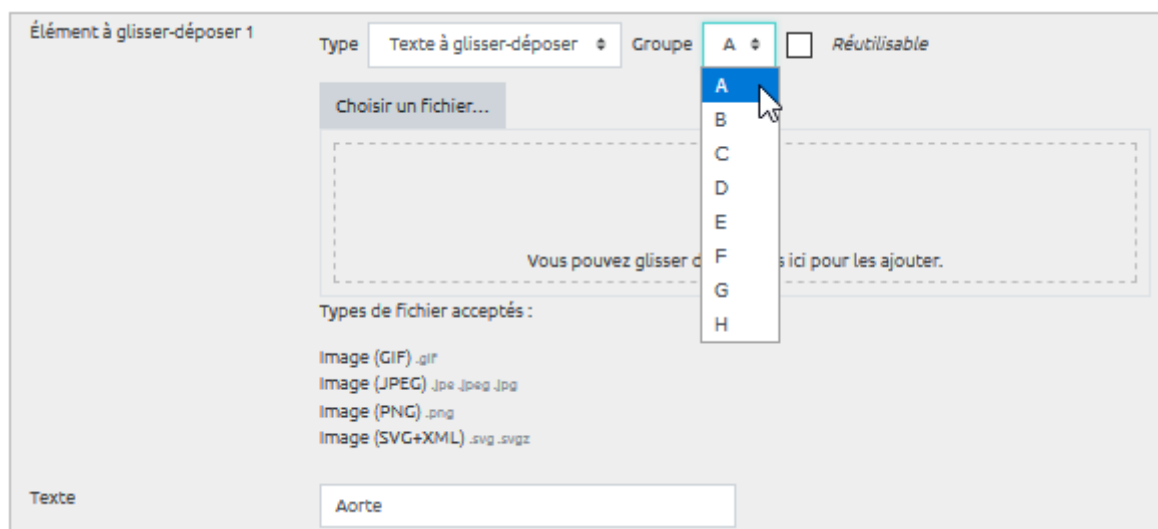 Élément à glisser-déposer 1
Type Texte à glisser-déposer Groupe A Réutilisable
Choisir un fichier...
A
B
C
D
E
Vous pouvez glisser d
F
s ici pour les ajouter.
G
H
Types de fichier acceptés :
Image (GIF) .gif
Image (JPEG) .jpe .jpeg .jpg
Image (PNG) .png
Image (SVG+XML) .svg .svgz
Texte
Aorte